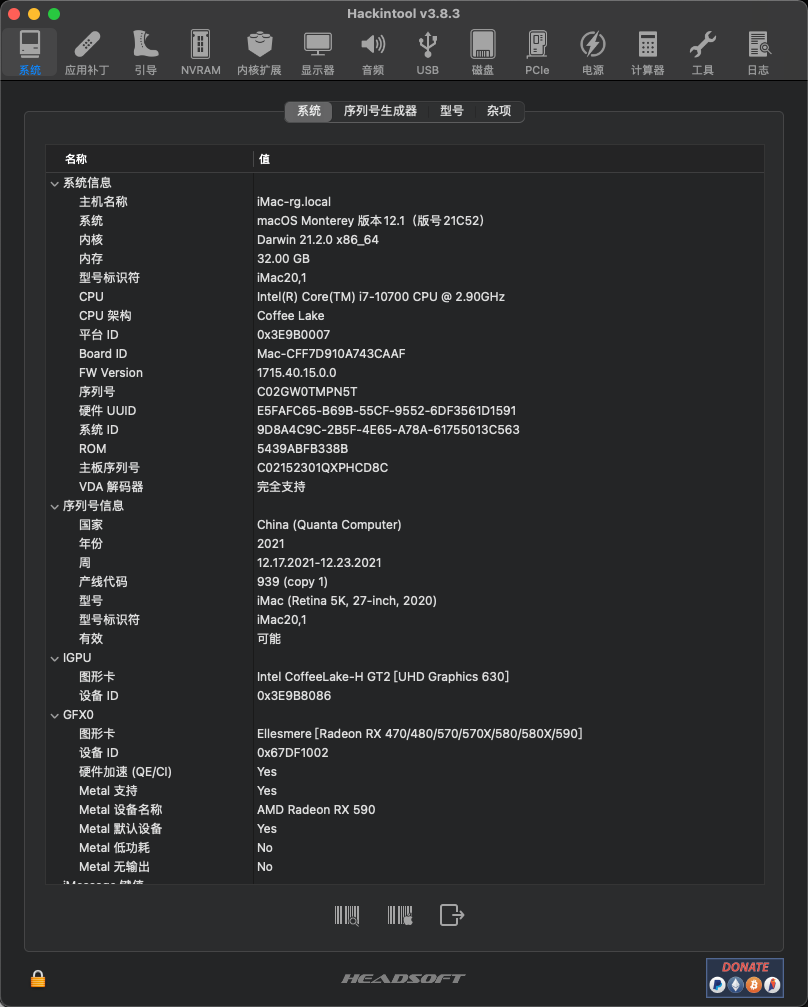 Hackintool v3.8.3
系统 应用补丁 引导 NVRAM 内核扩展 显示器 音频 USB 磁盘 PCIe 电源 计算器 工具 日志
系统 序列号生成器 型号 杂项
名称 值
系统信息
主机名称 iMac-rg.local
系统 macOS Monterey 版本12.1（版号21C52）
内核 Darwin 21.2.0 x86_64
内存 32.00 GB
型号标识符 iMac20,1
CPU Intel(R) Core(TM) i7-10700 CPU @ 2.90GHz
CPU 架构 Coffee Lake
平台 ID 0x3E9B0007
Board ID Mac-CFF7D910A743CAAF
FW Version 1715.40.15.0.0
序列号 C02GW0TMPN5T
硬件 UUID E5FAFC65-B69B-55CF-9552-6DF3561D1591
系统 ID 9D8A4C9C-2B5F-4E65-A78A-61755013C563
ROM 5439ABFB338B
主板序列号 C02152301QXPHCD8C
VDA 解码器 完全支持
序列号信息
国家 China (Quanta Computer)
年份 2021
周 12.17.2021-12.23.2021
产线代码 939 (copy 1)
型号 iMac (Retina 5K, 27-inch, 2020)
型号标识符 iMac20,1
有效 可能
IGPU
图形卡 Intel CoffeeLake-H GT2 [UHD Graphics 630]
设备 ID 0x3E9B8086
GFX0
图形卡 Ellesmere [Radeon RX 470/480/570/570X/580/580X/590]
设备 ID 0x67DF1002
硬件加速 (QE/CI) Yes
Metal 支持 Yes
Metal 设备名称 AMD Radeon RX 590
Metal 默认设备 Yes
Metal 低功耗 No
Metal 无输出 No
iMessage 键值
HEADSOFT
DONATE